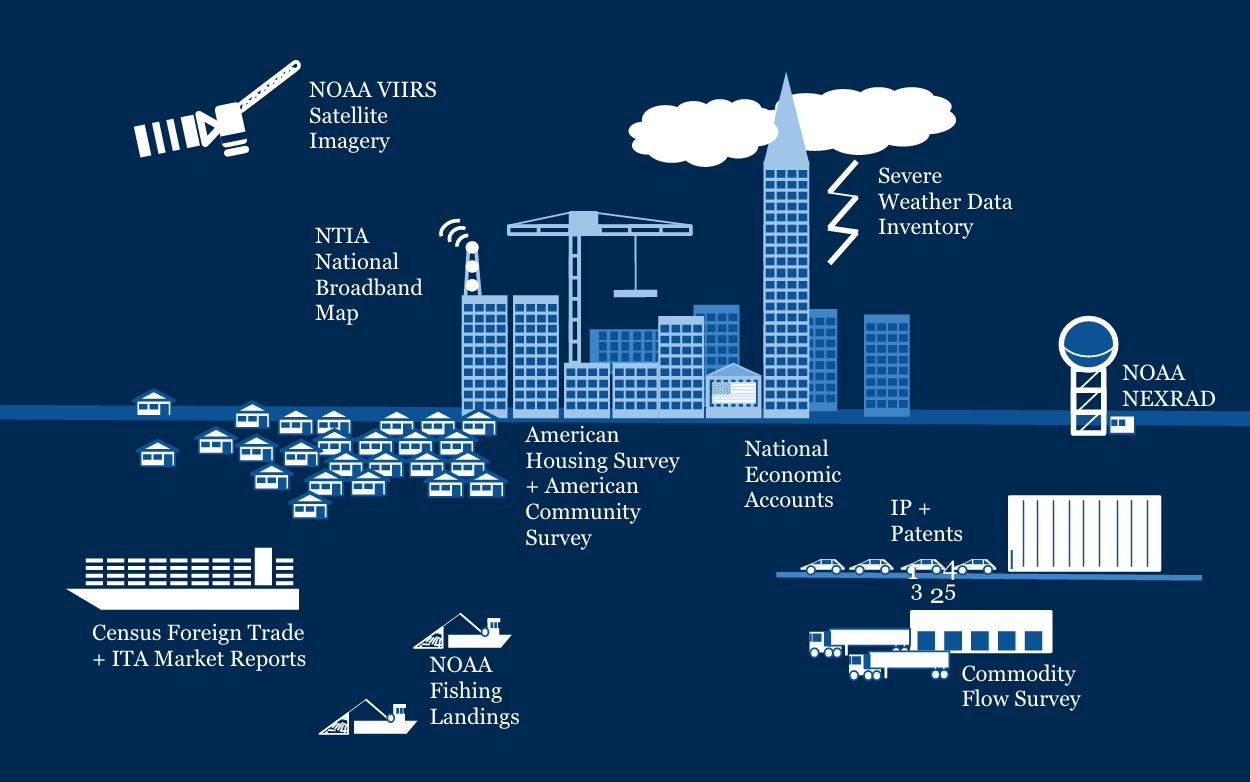 NOAA VIIRS
Satellite
Imagery
Severe
Weather Data
Inventory
NTIA
National
Broadband
Map
NOAA
NEXRAD
American
Housing Survey
+ American
Community
Survey
National
Economic
Accounts
IP +
Patents
1 4
3 25
Census Foreign Trade
+ ITA Market Reports
NOAA
Fishing
Landings
Commodity
Flow Survey